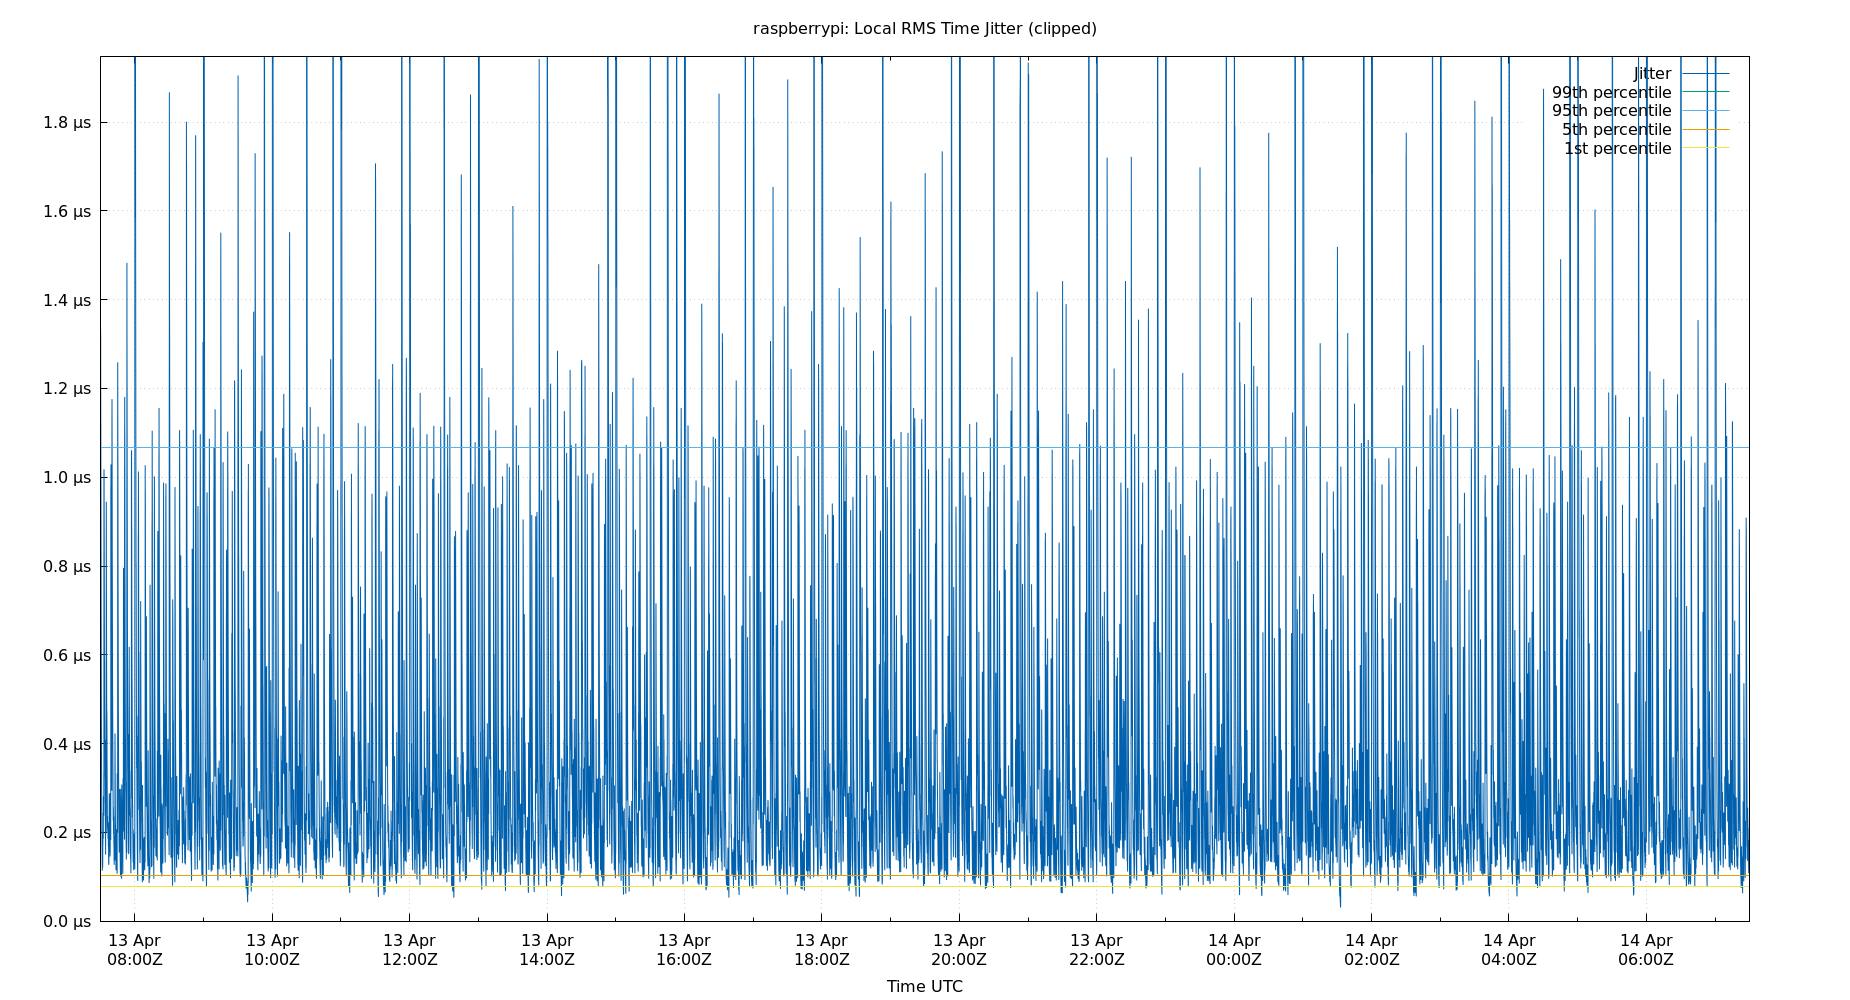 raspberrypi: Local RMS Time Jitter (clipped)
Jitter
99th percentile
95th percentile
5th percentile
1st percentile
1.8 µs
1.6 µs
1.4 µs
1.2 µs
1.0 µs
0.8 µs
0.6 µs
0.4 µs
0.2 µs
0.0 µs
13 Apr 13 Apr 13 Apr 13 Apr 13 Apr 13 Apr 13 Apr 13 Apr 14 Apr 14 Apr 14 Apr 14 Apr
08:00Z 10:00Z 12:00Z 14:00Z 16:00Z 18:00Z 20:00Z 22:00Z 00:00Z 02:00Z 04:00Z 06:00Z
Time UTC